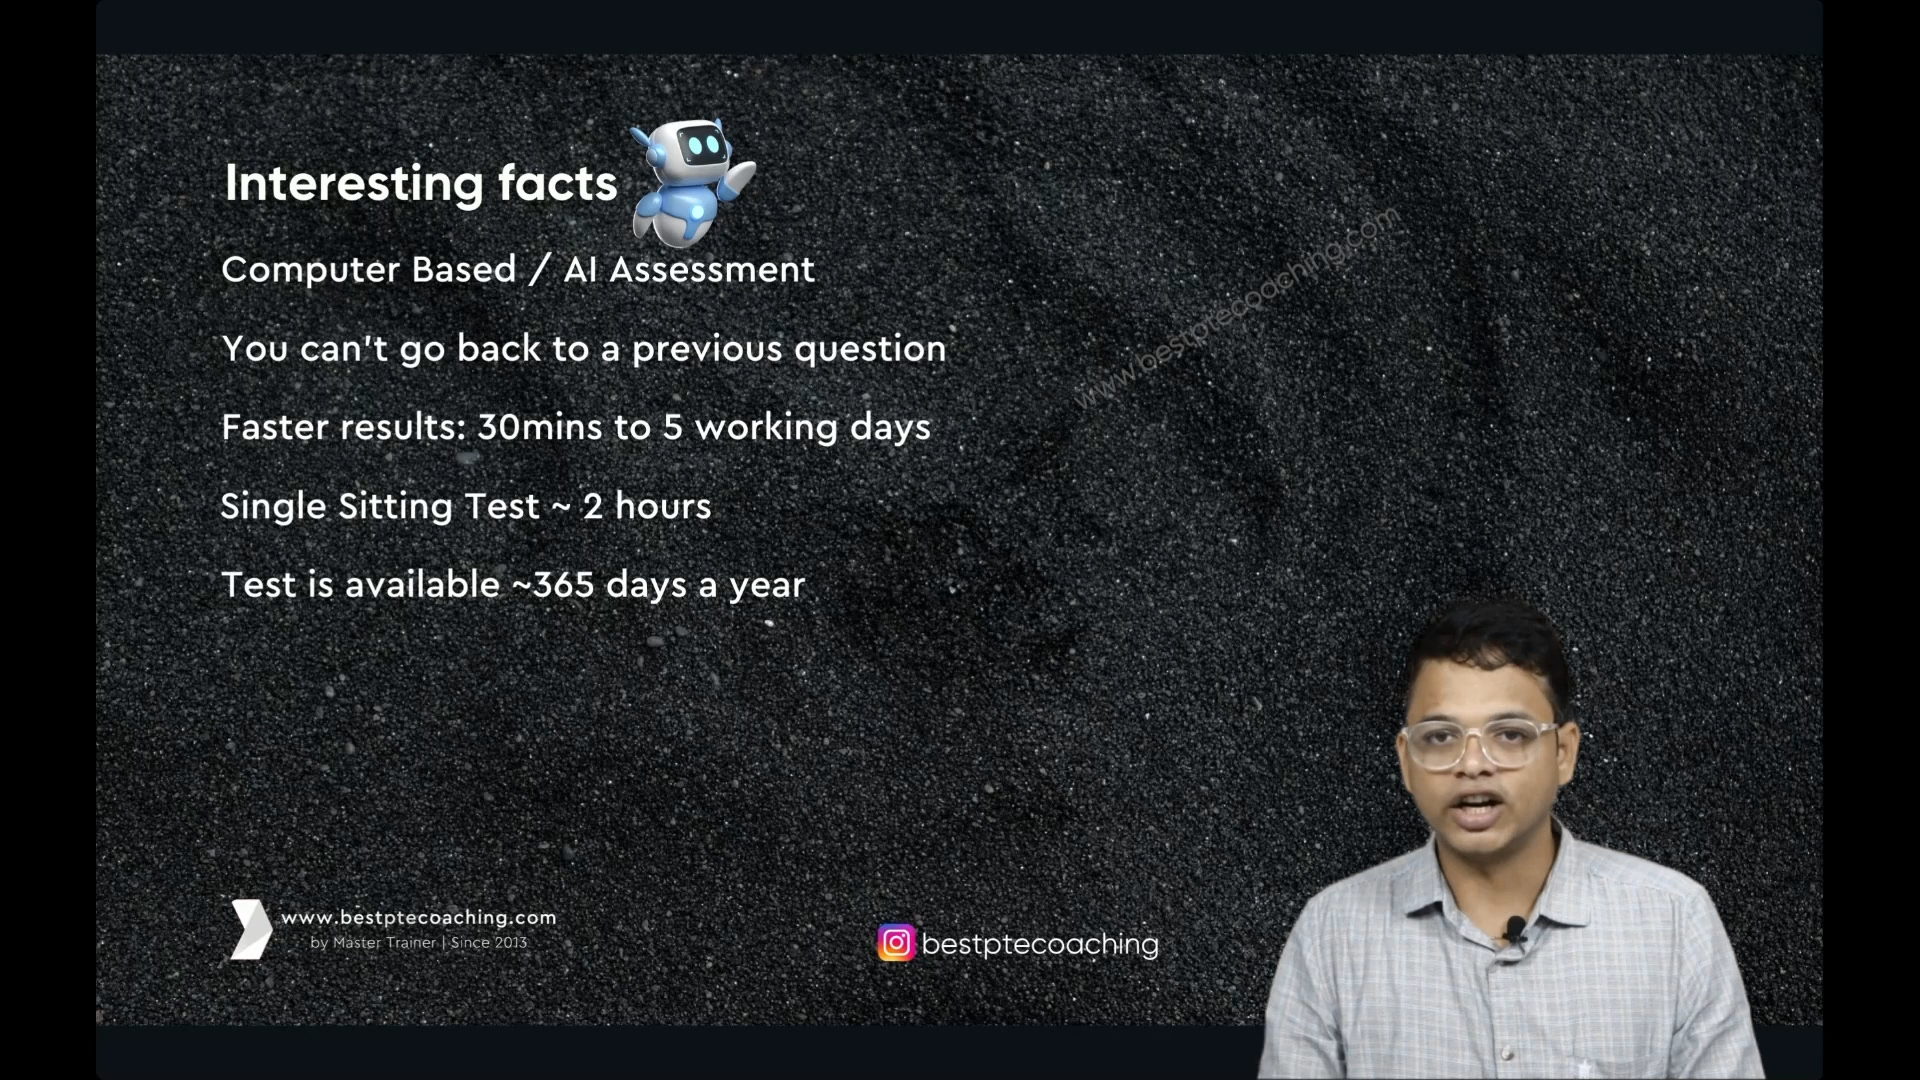 Interesting facts
Computer Based / AI Assessment
You can't go back to a previous question
Faster results: 30mins to 5 working days
Single Sitting Test ~ 2 hours
Test is available ~365 days a year
www.bestptecoaching.com
www.bestptecoaching.com
by Master Trainer | Since 2013
bestptecoaching